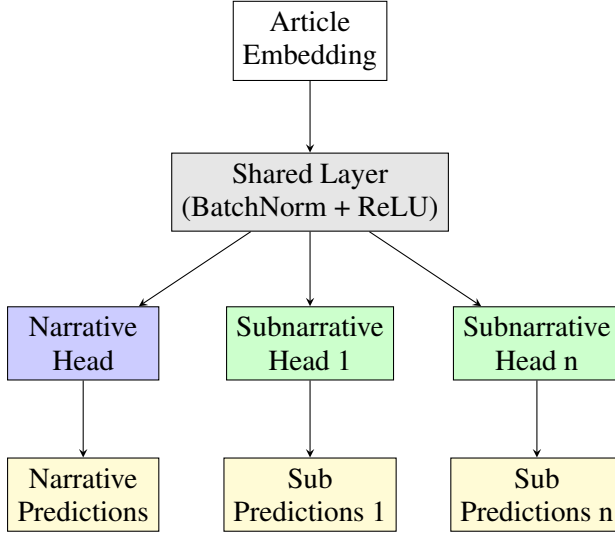 Article
Embedding
Shared Layer
(BatchNorm + ReLU)
Narrative
Head
Subnarrative
Head 1
Subnarrative
Head n
Narrative
Predictions
Sub
Predictions 1
Sub
Predictions n